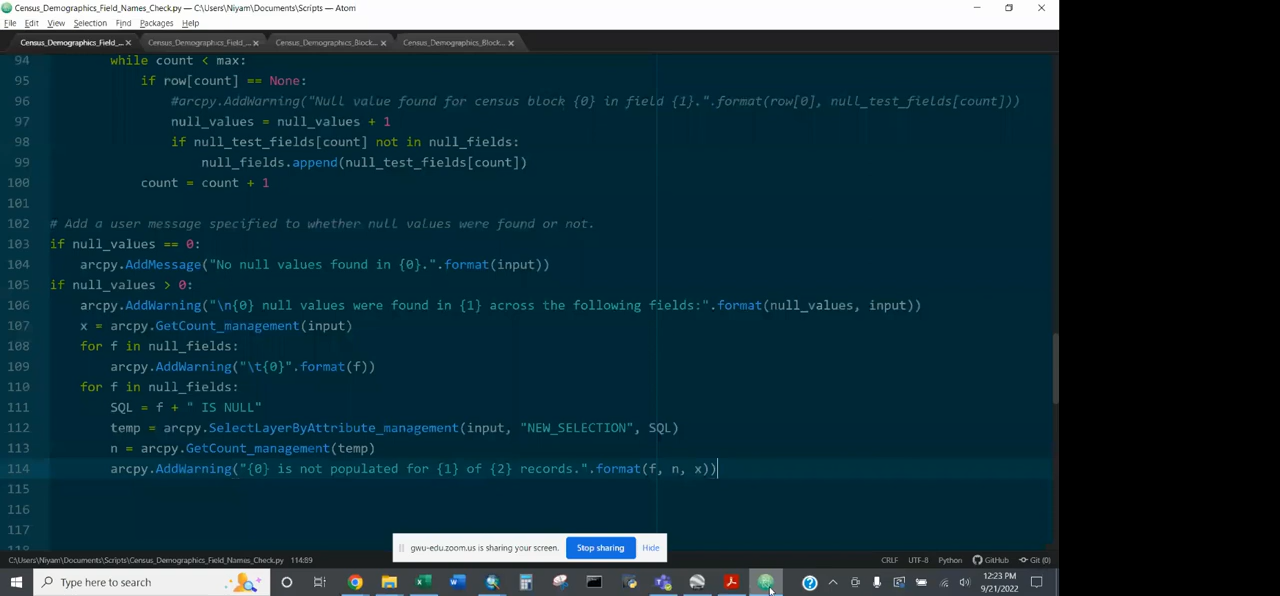 Census_Demographics_Field_Names_Check.py — C:\Users\Niyam\Documents\Scripts — Atom
File Edit View Selection Find Packages Help
Census_Demographics_Field_... × Census_Demographics_Field_... × Census_Demographics_Block... × Census_Demographics_Block... ×
94 while count < max:
95 if row[count] == None:
96 #arcpy.AddWarning("Null value found for census block {0} in field {1}.".format(row[0], null_test_fields[count]))
97 null_values = null_values + 1
98 if null_test_fields[count] not in null_fields:
99 null_fields.append(null_test_fields[count])
100 count = count + 1
101
102 # Add a user message specified to whether null values were found or not.
103 if null_values == 0:
104 arcpy.AddMessage("No null values found in {0}.".format(input))
105 if null_values > 0:
106 arcpy.AddWarning("\n{0} null values were found in {1} across the following fields:".format(null_values, input))
107 x = arcpy.GetCount_management(input)
108 for f in null_fields:
109 arcpy.AddWarning("\t{0}".format(f))
110 for f in null_fields:
111 SQL = f + " IS NULL"
112 temp = arcpy.SelectLayerByAttribute_management(input, "NEW_SELECTION", SQL)
113 n = arcpy.GetCount_management(temp)
114 arcpy.AddWarning("{0} is not populated for {1} of {2} records.".format(f, n, x))
115
116
117
118
gwu-edu.zoom.us is sharing your screen. Stop sharing Hide
C:\Users\Niyam\Documents\Scripts\Census_Demographics_Field_Names_Check.py 114:89 CRLF UTF-8 Python GitHub Git (0)
Type here to search 12:23 PM
9/21/2022